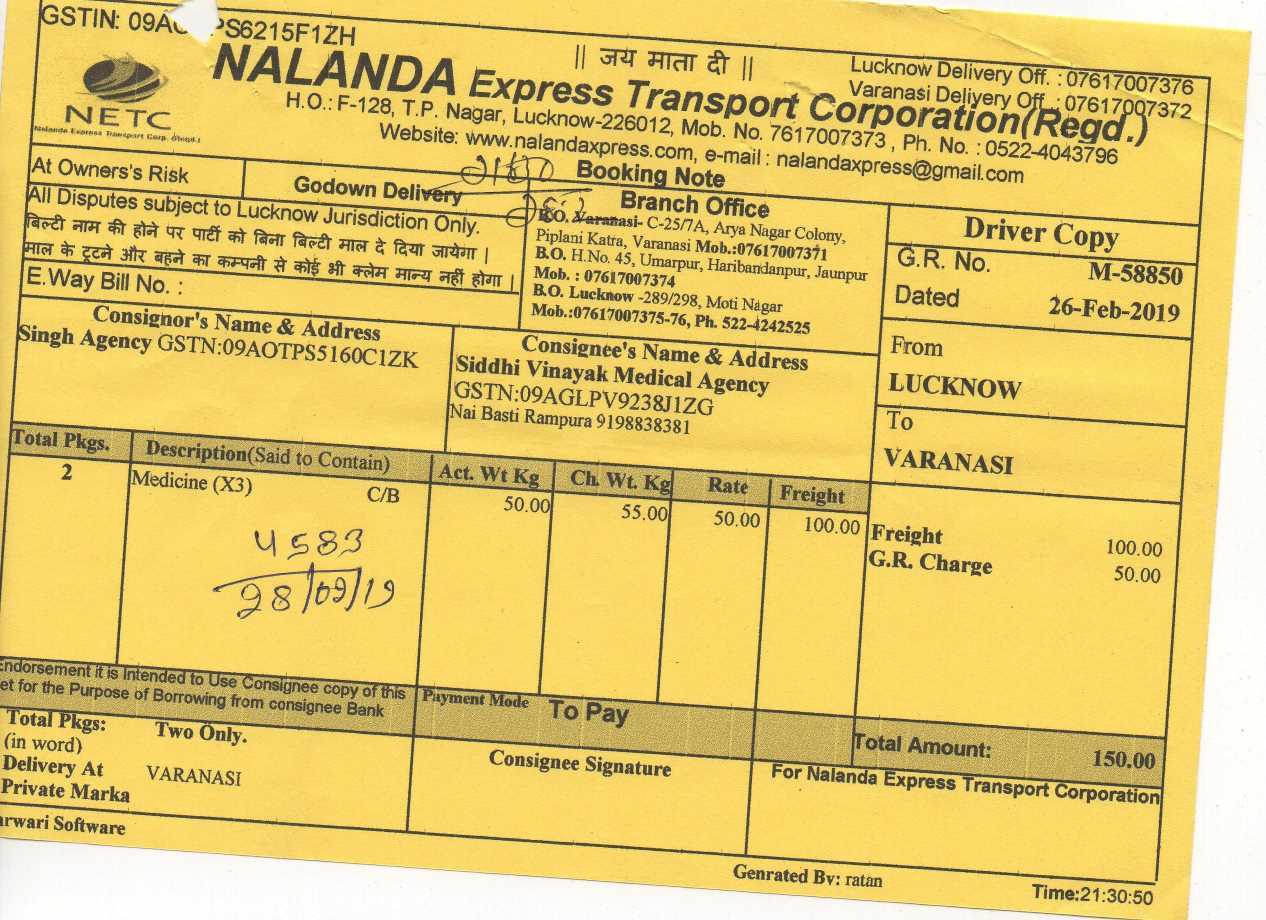 GSTIN: 09AO PS6215F1ZH
|| जय माता दी ||
Lucknow Delivery Off. : 07617007376
Varanasi Delivery Off. : 07617007372
NETC
Nalanda Express Transport Corp. (Regd.)
NALANDA Express Transport Corporation(Regd.)
H.O.: F-128, T.P. Nagar, Lucknow-226012, Mob. No. 7617007373 , Ph. No. : 0522-4043796
Website: www.nalandaxpress.com, e-mail : nalandaxpress@gmail.com
Booking Note
At Owners's Risk
Godown Delivery
All Disputes subject to Lucknow Jurisdiction Only.
बिल्टी नाम की होने पर पार्टी को बिना बिल्टी माल दे दिया जायेगा |
माल के टूटने और बहने का कम्पनी से कोई भी क्लेम मान्य नहीं होगा |
E.Way Bill No. :
Branch Office
B.O. Varanasi- C-25/7A, Arya Nagar Colony,
Piplani Katra, Varanasi Mob.:07617007371
B.O. H.No. 45, Umarpur, Haribandanpur, Jaunpur
Mob. : 07617007374
B.O. Lucknow -289/298, Moti Nagar
Mob.:07617007375-76, Ph. 522-4242525
Driver Copy
G.R. No. M-58850
Dated 26-Feb-2019
From
LUCKNOW
To
VARANASI
Consignor's Name & Address
Singh Agency GSTN:09AOTPS5160C1ZK
Consignee's Name & Address
Siddhi Vinayak Medical Agency
GSTN:09AGLPV9238J1ZG
Nai Basti Rampura 9198838381
Total Pkgs. Description(Said to Contain) Act. Wt Kg Ch. Wt. Kg Rate Freight
2 Medicine (X3) C/B 50.00 55.00 50.00 100.00
4583
28/02/19
Freight 100.00
G.R. Charge 50.00
Endorsement it is Intended to Use Consignee copy of this
et for the Purpose of Borrowing from consignee Bank
Payment Mode To Pay
Total Amount: 150.00
Total Pkgs: Two Only.
(in word)
Delivery At VARANASI
Private Marka
Consignee Signature
For Nalanda Express Transport Corporation
arwari Software
Genrated By: ratan
Time:21:30:50